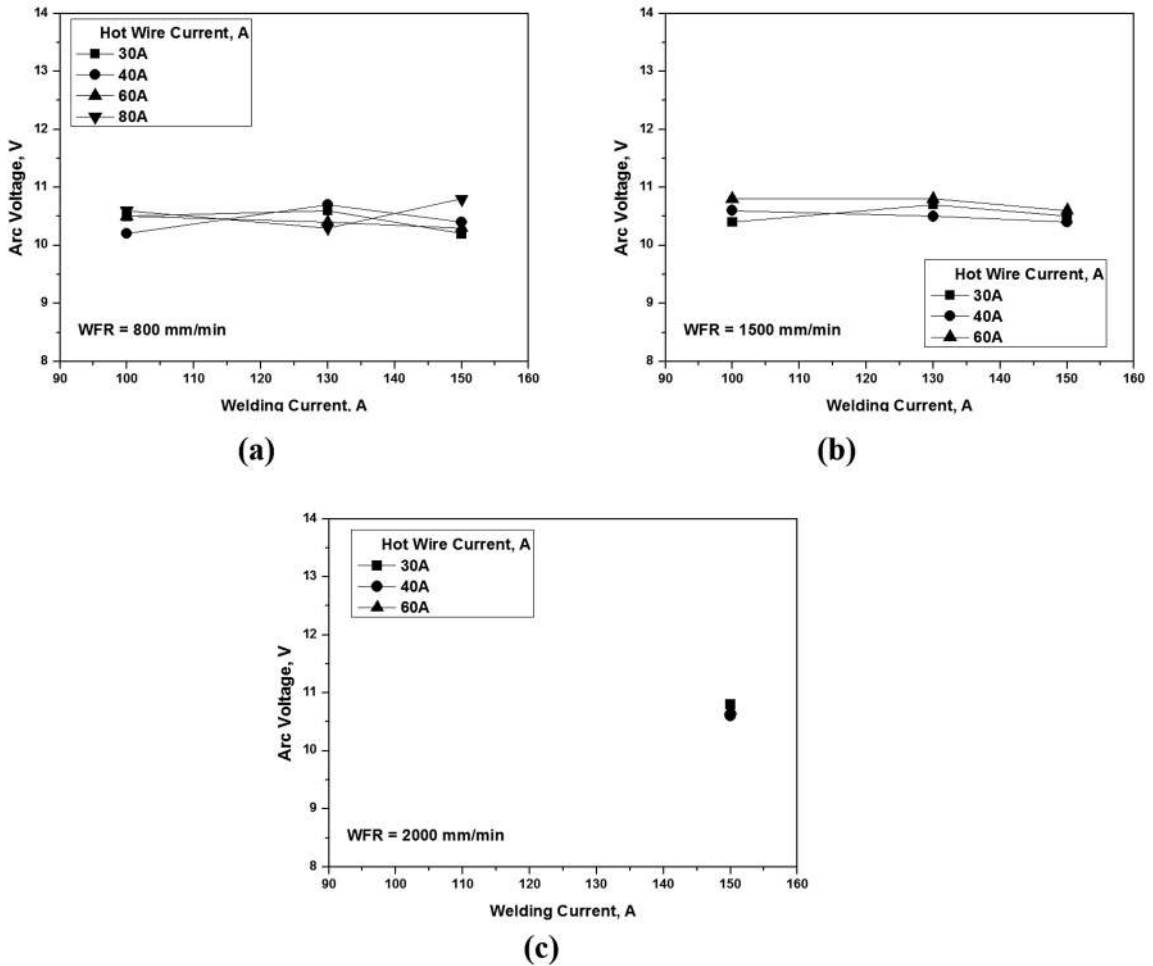 14
13
12
11
10
9
8
Arc Voltage, V
Hot Wire Current, A
30A
40A
60A
80A
WFR = 800 mm/min
90 100 110 120 130 140 150 160
Welding Current, A
(a)
14
13
12
11
10
9
8
Arc Voltage, V
Hot Wire Current, A
30A
40A
60A
WFR = 1500 mm/min
90 100 110 120 130 140 150 160
Welding Current, A
(b)
14
13
12
11
10
9
8
Arc Voltage, V
Hot Wire Current, A
30A
40A
60A
WFR = 2000 mm/min
90 100 110 120 130 140 150 160
Welding Current, A
(c)